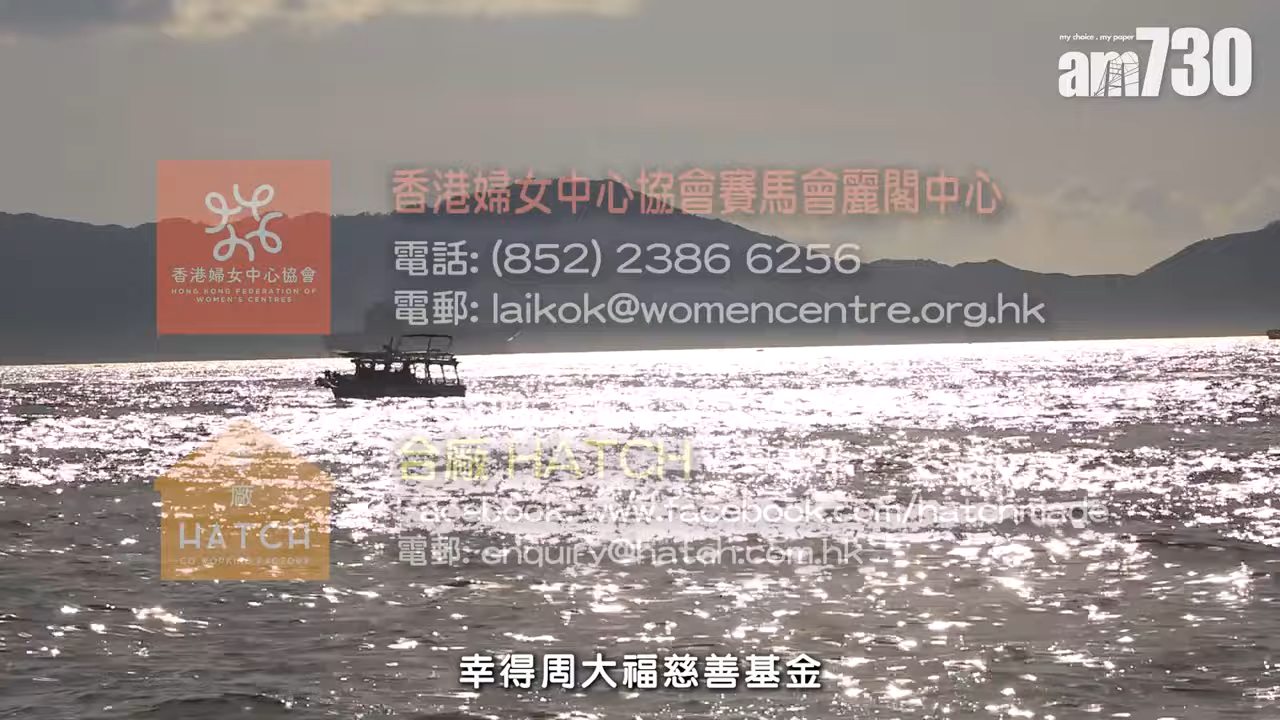 my choice . my paper
am730
香港婦女中心協會賽馬會麗閣中心
電話: (852) 2386 6256
電郵: laikok@womencentre.org.hk
香港婦女中心協會
HONG KONG FEDERATION OF
WOMEN'S CENTRES
合廠 HATCH
Facebook: www.facebook.com/hatchmade
電郵: enquiry@hatch.com.hk
廠
HATCH
CO WORKING FACTORY
幸得周大福慈善基金